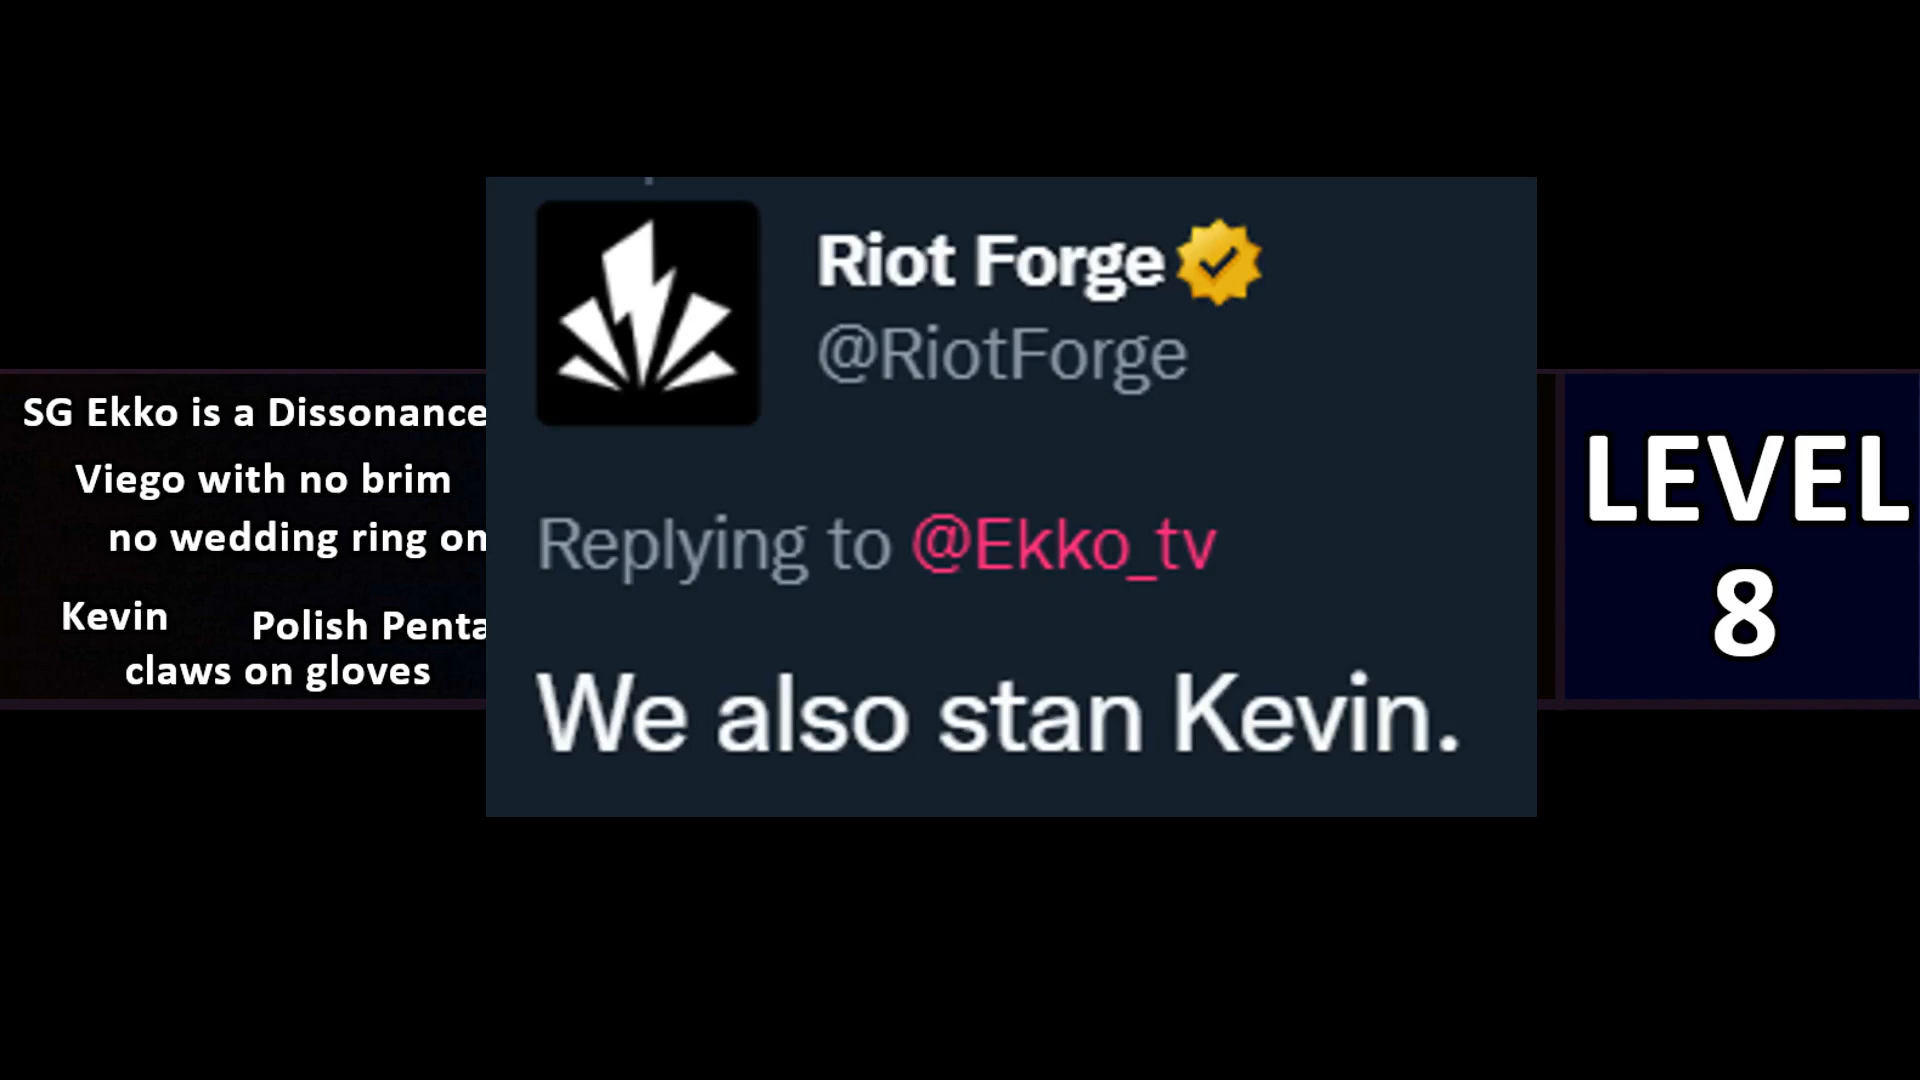 SG Ekko is a Dissonance
Viego with no brim
no wedding ring on
Kevin
Polish Penta
claws on gloves
Riot Forge
@RiotForge
Replying to @Ekko_tv
We also stan Kevin.
LEVEL
8